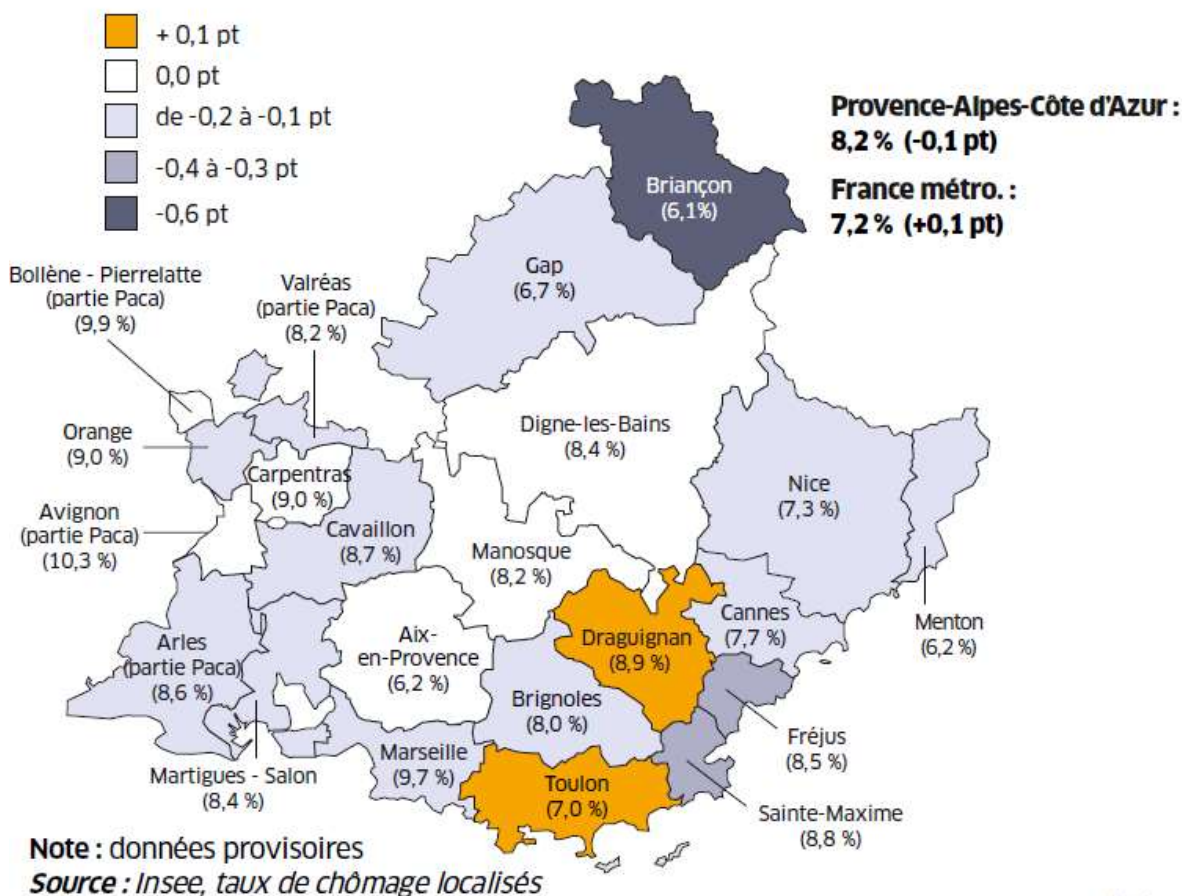 + 0,1 pt
0,0 pt
de -0,2 à -0,1 pt
-0,4 à -0,3 pt
-0,6 pt
Provence-Alpes-Côte d'Azur :
8,2 % (-0,1 pt)
France métro. :
7,2 % (+0,1 pt)
Briançon
(6,1%)
Gap
(6,7 %)
Bollène - Pierrelatte
(partie Paca)
(9,9 %)
Valréas
(partie Paca)
(8,2 %)
Orange
(9,0 %)
Carpentras
(9,0 %)
Digne-les-Bains
(8,4 %)
Nice
(7,3 %)
Avignon
(partie Paca)
(10,3 %)
Cavaillon
(8,7 %)
Manosque
(8,2 %)
Arles
(partie Paca)
(8,6 %)
Aix-
en-Provence
(6,2 %)
Draguignan
(8,9 %)
Cannes
(7,7 %)
Menton
(6,2 %)
Brignoles
(8,0 %)
Fréjus
(8,5 %)
Martigues - Salon
(8,4 %)
Marseille
(9,7 %)
Toulon
(7,0 %)
Sainte-Maxime
(8,8 %)
Note : données provisoires
Source : Insee, taux de chômage localisés